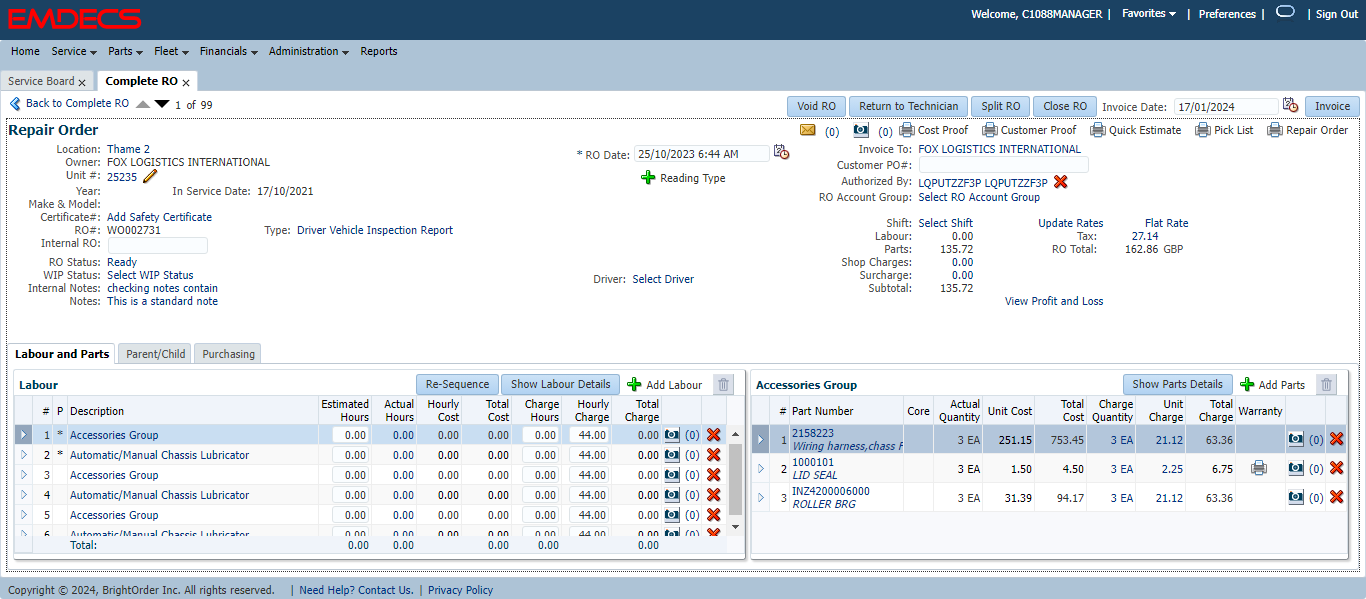 EMDECS
Welcome, C1088MANAGER | Favorites | Preferences | | Sign Out
Home Service Parts Fleet Financials Administration Reports
Service Board x Complete RO x
Back to Complete RO 1 of 99 Void RO Return to Technician Split RO Close RO Invoice Date: 17/01/2024 Invoice
Repair Order (0) (0) Cost Proof Customer Proof Quick Estimate Pick List Repair Order
Location: Thame 2 * RO Date: 25/10/2023 6:44 AM Invoice To: FOX LOGISTICS INTERNATIONAL
Owner: FOX LOGISTICS INTERNATIONAL Customer PO#:
Unit #: 25235 Reading Type Authorized By: LQPUTZZF3P LQPUTZZF3P
Year: In Service Date: 17/10/2021 RO Account Group: Select RO Account Group
Make & Model:
Certificate#: Add Safety Certificate Shift: Select Shift Update Rates Flat Rate
RO#: WO002731 Type: Driver Vehicle Inspection Report Labour: 0.00 Tax: 27.14
Internal RO: Parts: 135.72 RO Total: 162.86 GBP
RO Status: Ready Shop Charges: 0.00
WIP Status: Select WIP Status Driver: Select Driver Surcharge: 0.00
Internal Notes: checking notes contain Subtotal: 135.72
Notes: This is a standard note View Profit and Loss
Labour and Parts Parent/Child Purchasing
Labour Re-Sequence Show Labour Details Add Labour
# P Description Estimated Hours Actual Hours Hourly Cost Total Cost Charge Hours Hourly Charge Total Charge
1 * Accessories Group 0.00 0.00 0.00 0.00 0.00 44.00 0.00 (0)
2 * Automatic/Manual Chassis Lubricator 0.00 0.00 0.00 0.00 0.00 44.00 0.00 (0)
3 Accessories Group 0.00 0.00 0.00 0.00 0.00 44.00 0.00 (0)
4 Automatic/Manual Chassis Lubricator 0.00 0.00 0.00 0.00 0.00 44.00 0.00 (0)
5 Accessories Group 0.00 0.00 0.00 0.00 0.00 44.00 0.00 (0)
6 Automatic/Manual Chassis Lubricator 0.00 0.00 0.00 0.00 0.00 44.00 0.00 (0)
Total: 0.00 0.00 0.00 0.00 0.00
Accessories Group Show Parts Details Add Parts
# Part Number Core Actual Quantity Unit Cost Total Cost Charge Quantity Unit Charge Total Charge Warranty
1 2158223 3 EA 251.15 753.45 3 EA 21.12 63.36 (0)
Wiring harness,chass F
2 1000101 3 EA 1.50 4.50 3 EA 2.25 6.75 (0)
LID SEAL
3 INZ4200006000 3 EA 31.39 94.17 3 EA 21.12 63.36 (0)
ROLLER BRG
Copyright © 2024, BrightOrder Inc. All rights reserved. | Need Help? Contact Us. | Privacy Policy